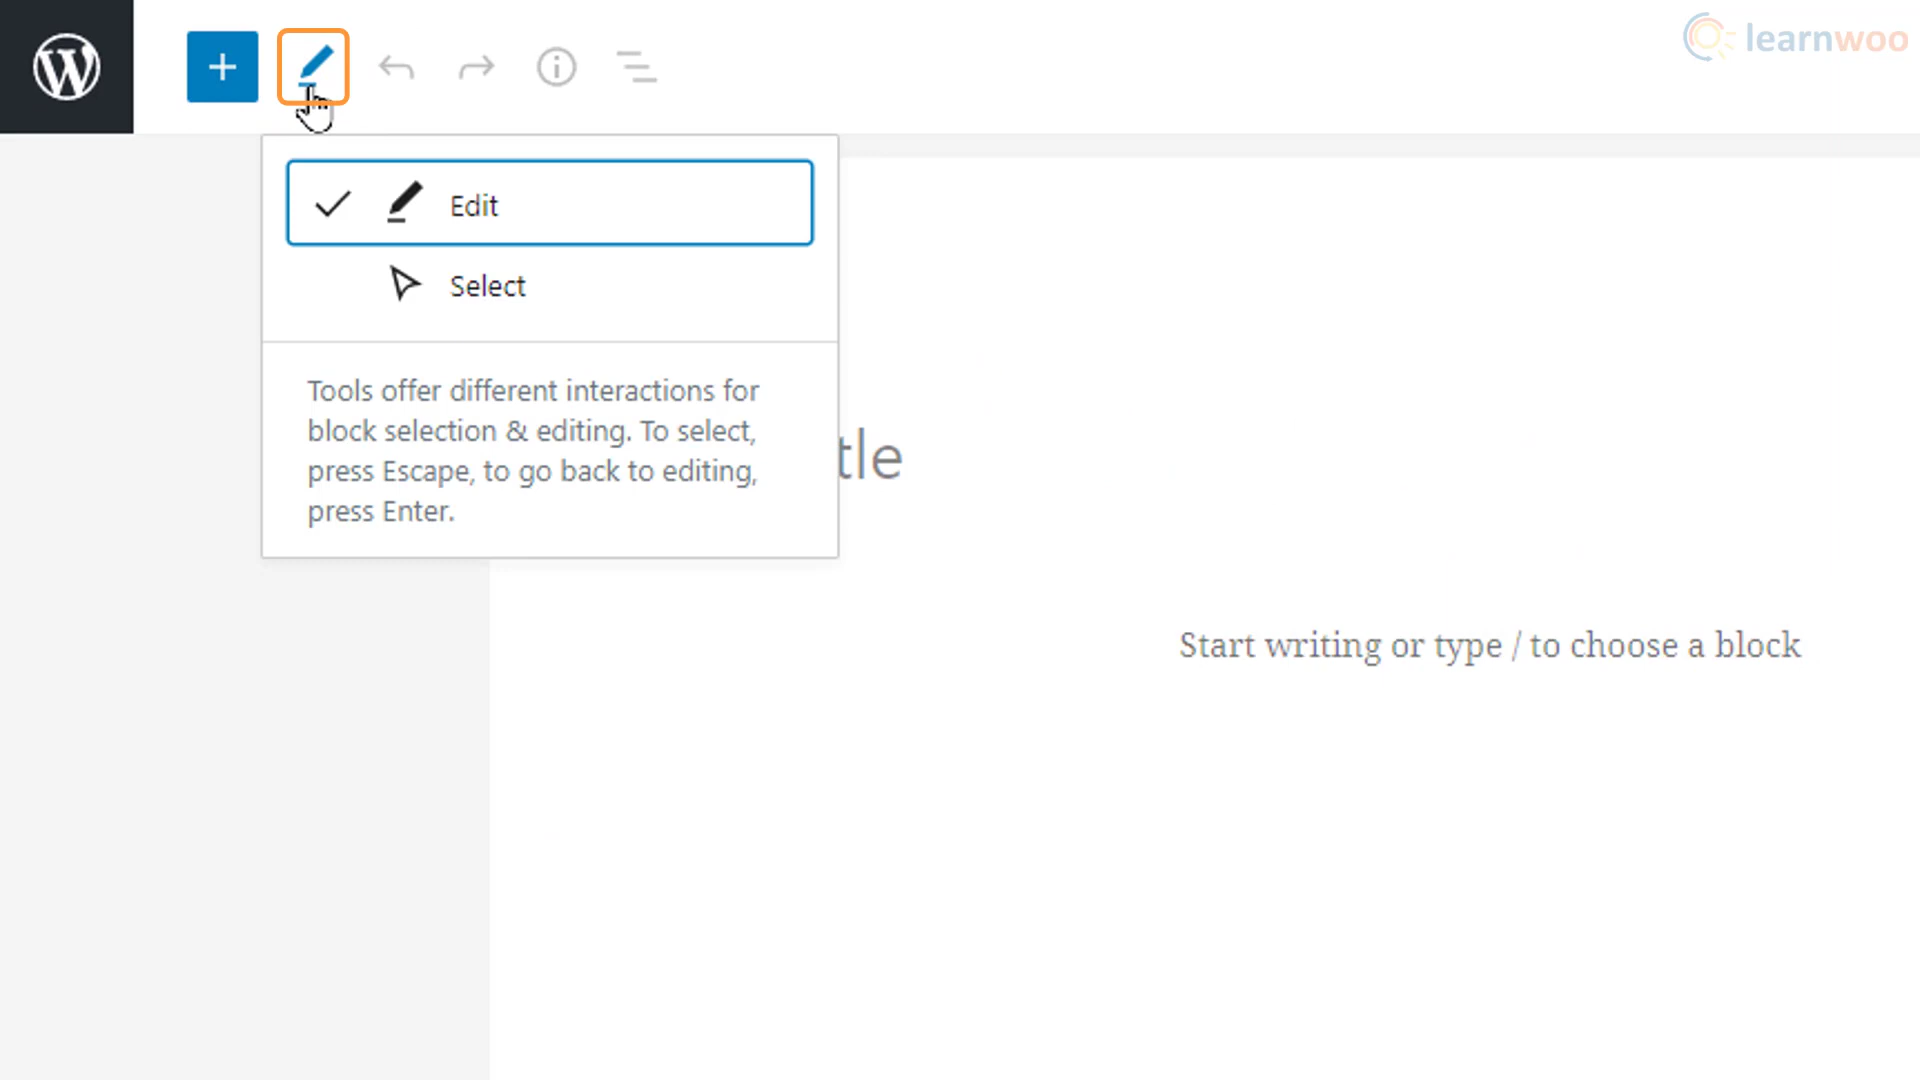 learnwoo
Edit
Select
Tools offer different interactions for
block selection & editing. To select,
press Escape, to go back to editing,
press Enter.
tle
Start writing or type / to choose a block